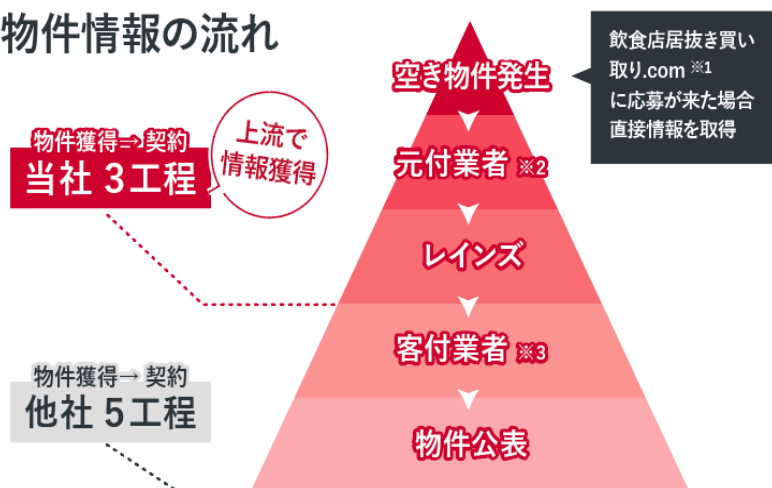 物件情報の流れ
空き物件発生
飲食店居抜き買い
取り.com ※1
に応募が来た場合
直接情報を取得
物件獲得→契約
当社 3工程
上流で
情報獲得
元付業者 ※2
レインズ
客付業者 ※3
物件獲得→ 契約
他社 5工程
物件公表